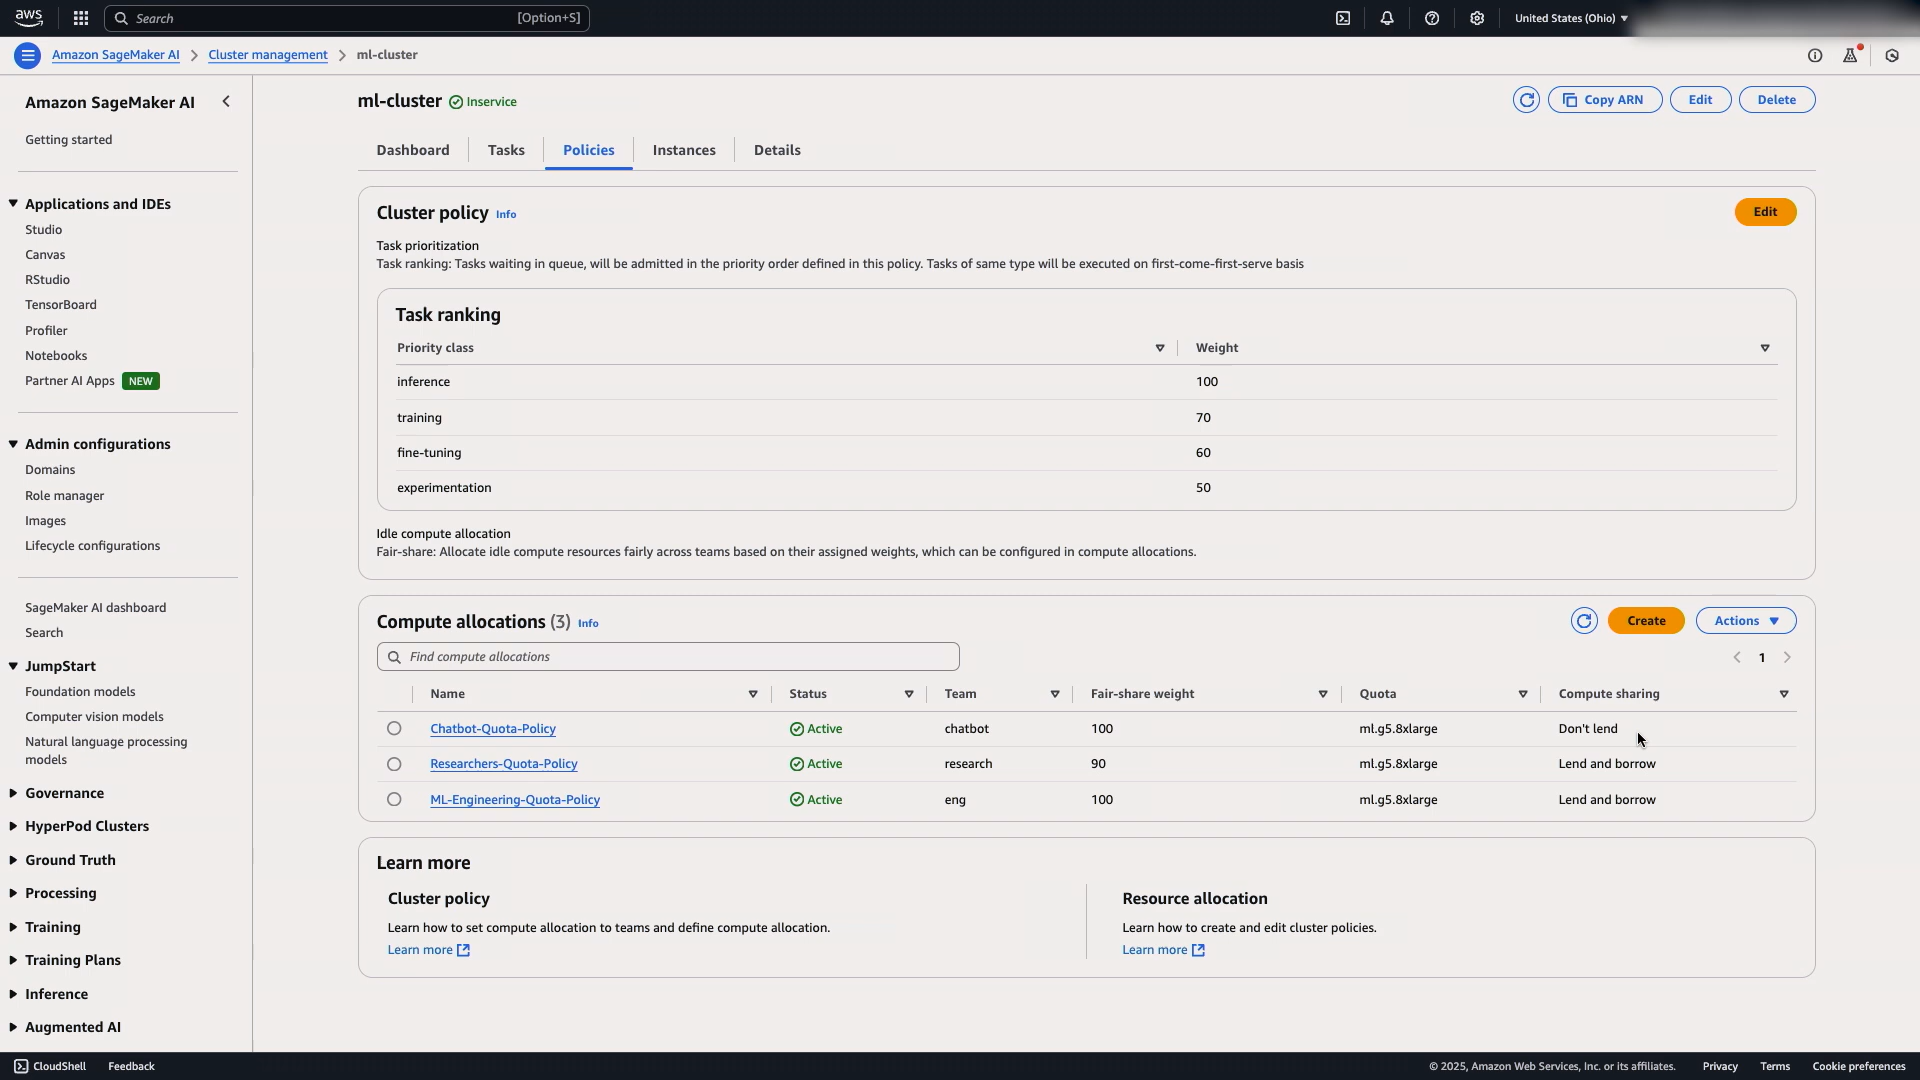 aws
Search
[Option+S]
United States (Ohio)
Amazon SageMaker AI
Cluster management
ml-cluster
Amazon SageMaker AI
Getting started
Applications and IDEs
Studio
Canvas
RStudio
TensorBoard
Profiler
Notebooks
Partner AI Apps NEW
Admin configurations
Domains
Role manager
Images
Lifecycle configurations
SageMaker AI dashboard
Search
JumpStart
Foundation models
Computer vision models
Natural language processing
models
Governance
HyperPod Clusters
Ground Truth
Processing
Training
Training Plans
Inference
Augmented AI
ml-cluster Inservice
Copy ARN
Edit
Delete
Dashboard
Tasks
Policies
Instances
Details
Cluster policy Info
Edit
Task prioritization
Task ranking: Tasks waiting in queue, will be admitted in the priority order defined in this policy. Tasks of same type will be executed on first-come-first-serve basis
Task ranking
Priority class Weight
inference 100
training 70
fine-tuning 60
experimentation 50
Idle compute allocation
Fair-share: Allocate idle compute resources fairly across teams based on their assigned weights, which can be configured in compute allocations.
Compute allocations (3) Info
Create
Actions
Find compute allocations
1
Name Status Team Fair-share weight Quota Compute sharing
Chatbot-Quota-Policy Active chatbot 100 ml.g5.8xlarge Don't lend
Researchers-Quota-Policy Active research 90 ml.g5.8xlarge Lend and borrow
ML-Engineering-Quota-Policy Active eng 100 ml.g5.8xlarge Lend and borrow
Learn more
Cluster policy
Learn how to set compute allocation to teams and define compute allocation.
Learn more
Resource allocation
Learn how to create and edit cluster policies.
Learn more
CloudShell
Feedback
© 2025, Amazon Web Services, Inc. or its affiliates.
Privacy
Terms
Cookie preferences